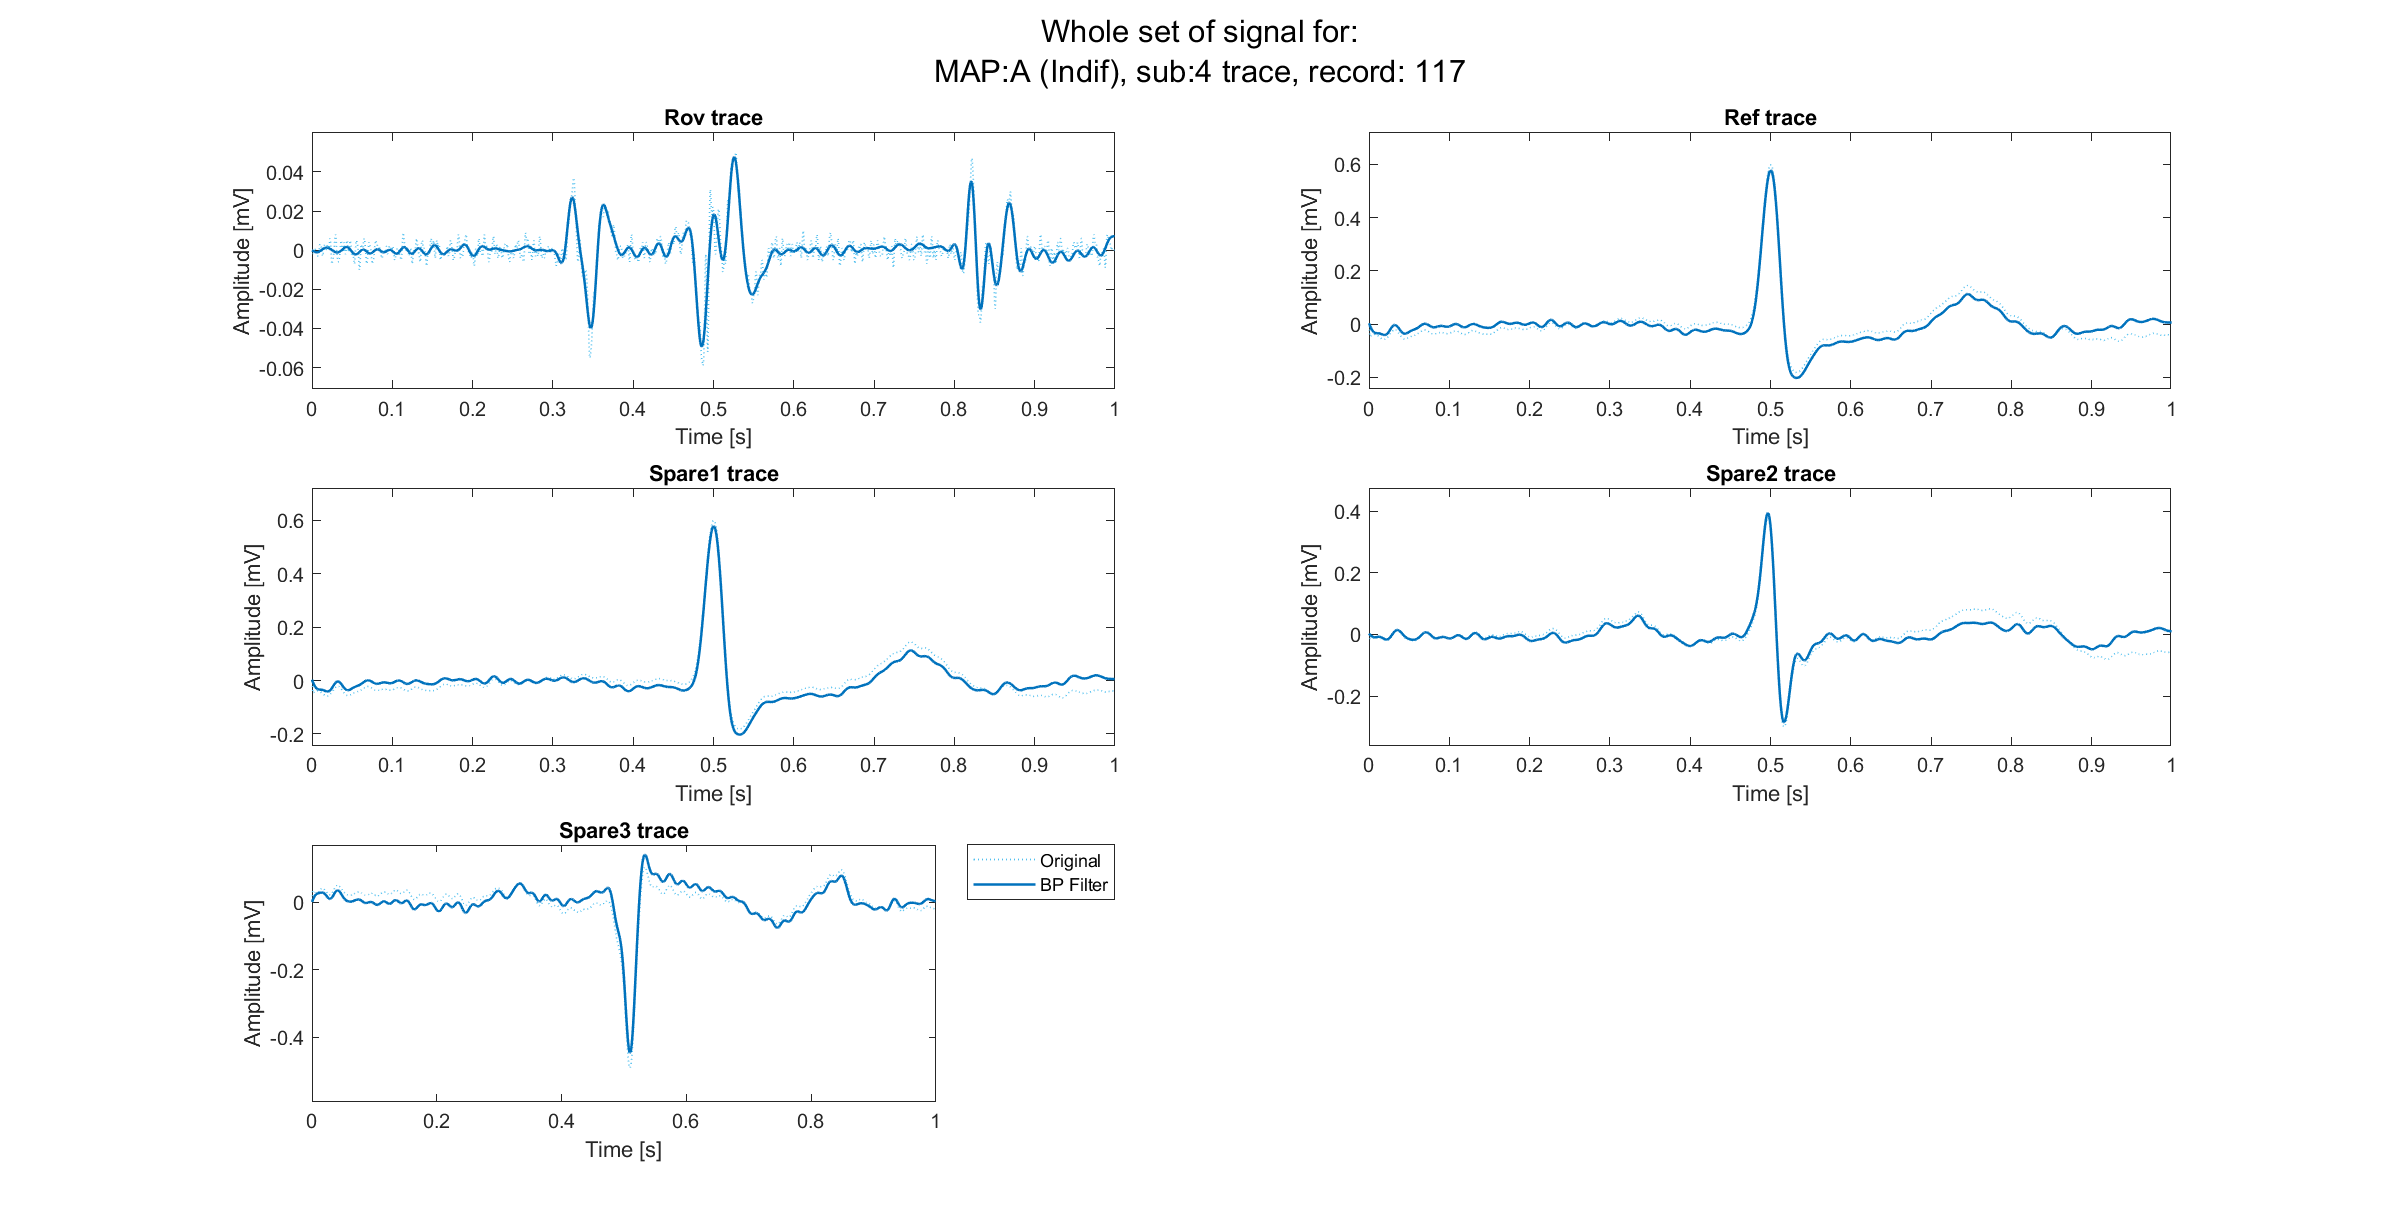 Whole set of signal for:
MAP:A (Indif), sub:4 trace, record: 117
Rov trace
0.04
0.02
0
-0.02
-0.04
-0.06
Amplitude [mV]
0 0.1 0.2 0.3 0.4 0.5 0.6 0.7 0.8 0.9 1
Time [s]
Ref trace
0.6
0.4
0.2
0
-0.2
Amplitude [mV]
0 0.1 0.2 0.3 0.4 0.5 0.6 0.7 0.8 0.9 1
Time [s]
Spare1 trace
0.6
0.4
0.2
0
-0.2
Amplitude [mV]
0 0.1 0.2 0.3 0.4 0.5 0.6 0.7 0.8 0.9 1
Time [s]
Spare2 trace
0.4
0.2
0
-0.2
Amplitude [mV]
0 0.1 0.2 0.3 0.4 0.5 0.6 0.7 0.8 0.9 1
Time [s]
Spare3 trace
0
-0.2
-0.4
Amplitude [mV]
0 0.2 0.4 0.6 0.8 1
Time [s]
Original
BP Filter